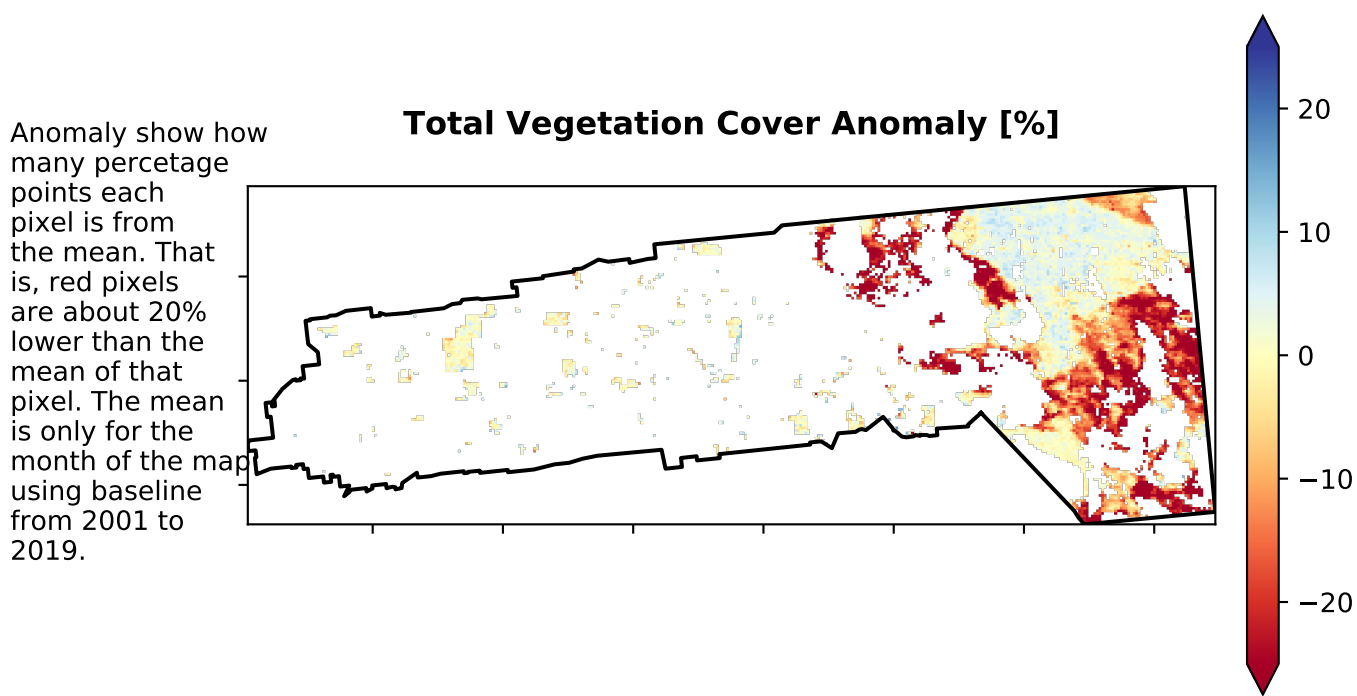 Total Vegetation Cover Anomaly [%]
Anomaly show how
many percetage
points each
pixel is from
the mean. That
is, red pixels
are about 20%
lower than the
mean of that
pixel. The mean
is only for the
month of the map
using baseline
from 2001 to
2019.
20
10
0
−10
−20